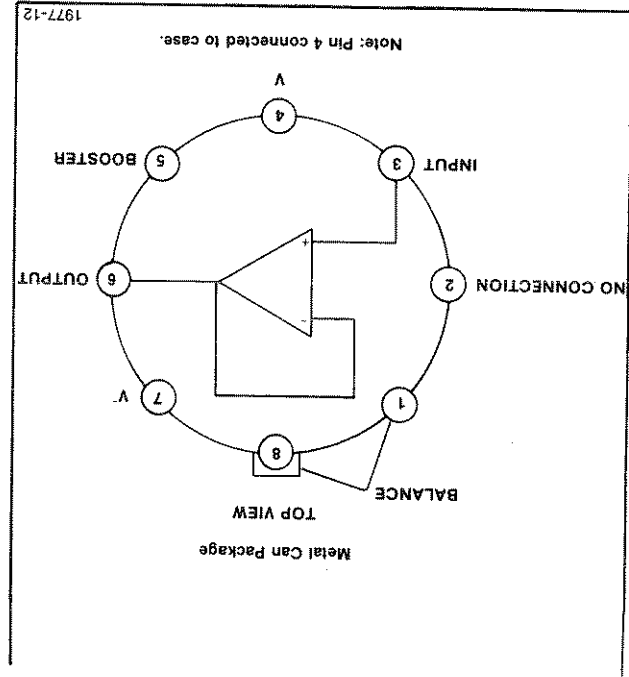 Metal Can Package
TOP VIEW
BALANCE
8
1
7 V
-
NO CONNECTION 2
6 OUTPUT
+
INPUT 3
5 BOOSTER
4
V
Note: Pin 4 connected to case.
1977-12